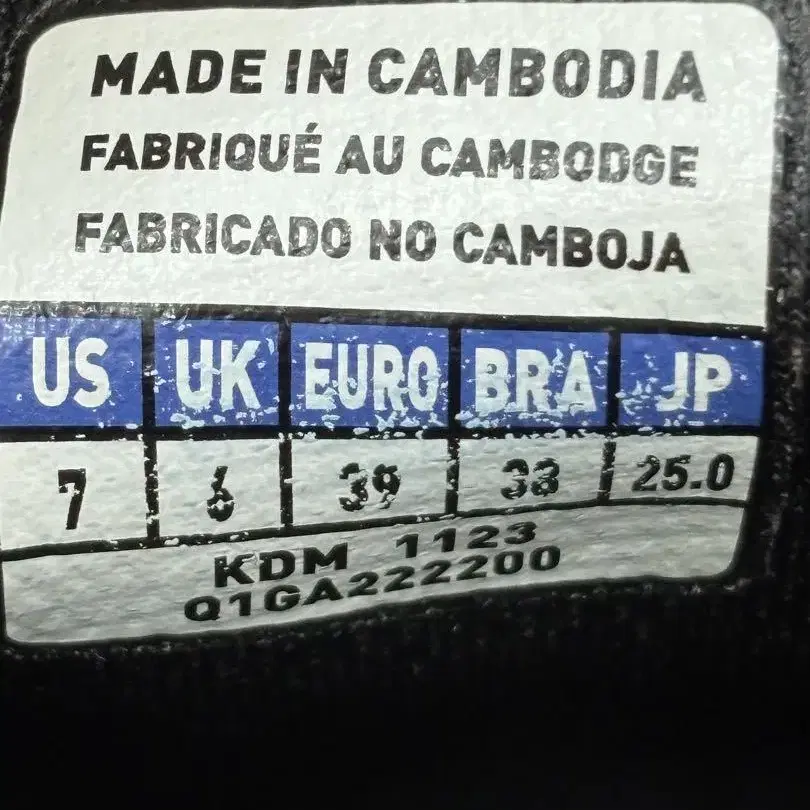 MADE IN CAMBODIA
FABRIQUÉ AU CAMBODGE
FABRICADO NO CAMBOJA
US UK EURO BRA JP
7 6 39 38 25.0
KDM 1123
Q1GA222200